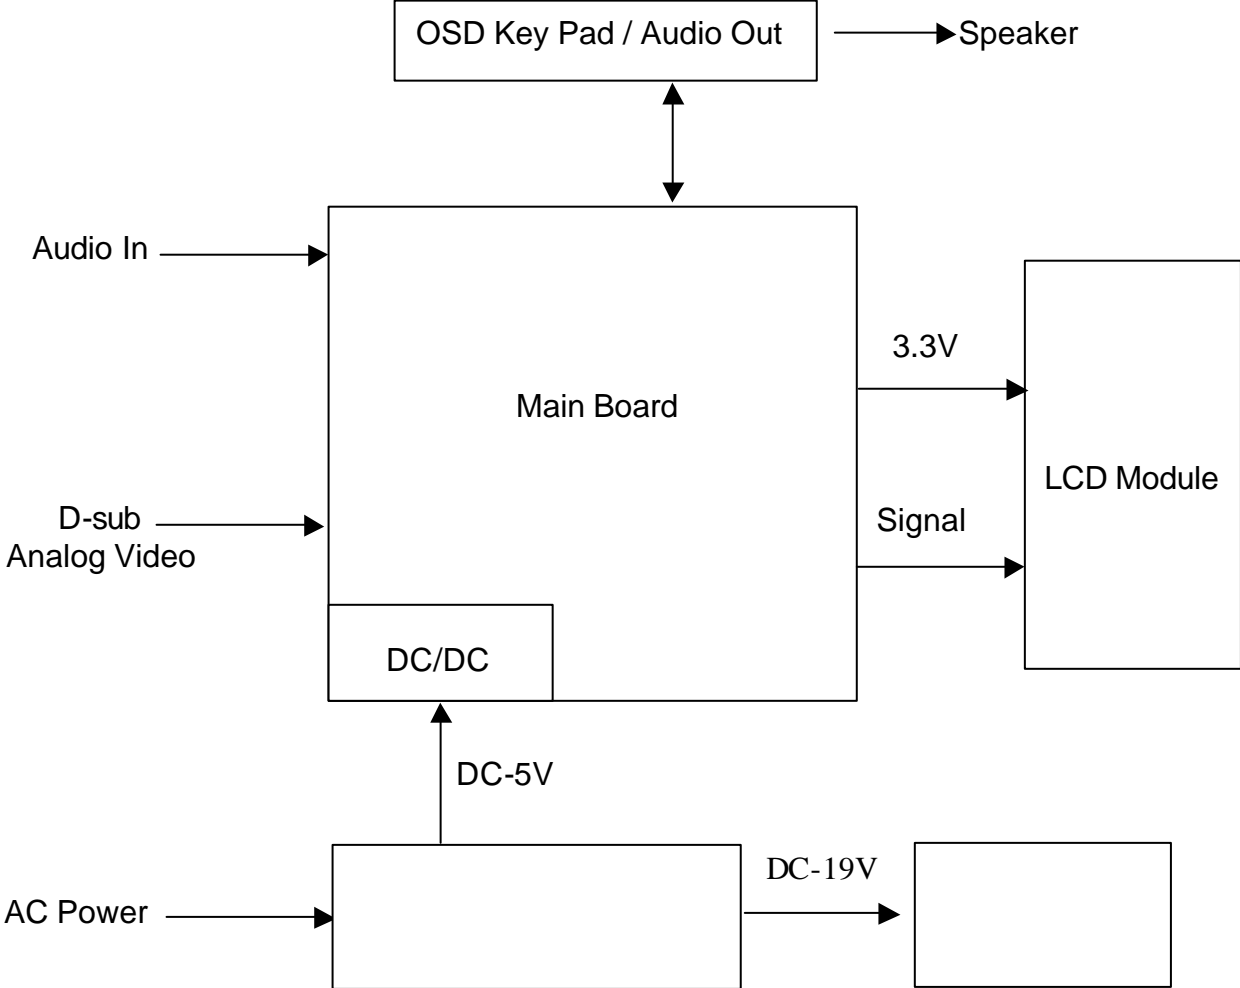 OSD Key Pad / Audio Out
Speaker
Audio In
3.3V
Main Board
LCD Module
D-sub
Analog Video
Signal
DC/DC
DC-5V
DC-19V
AC Power